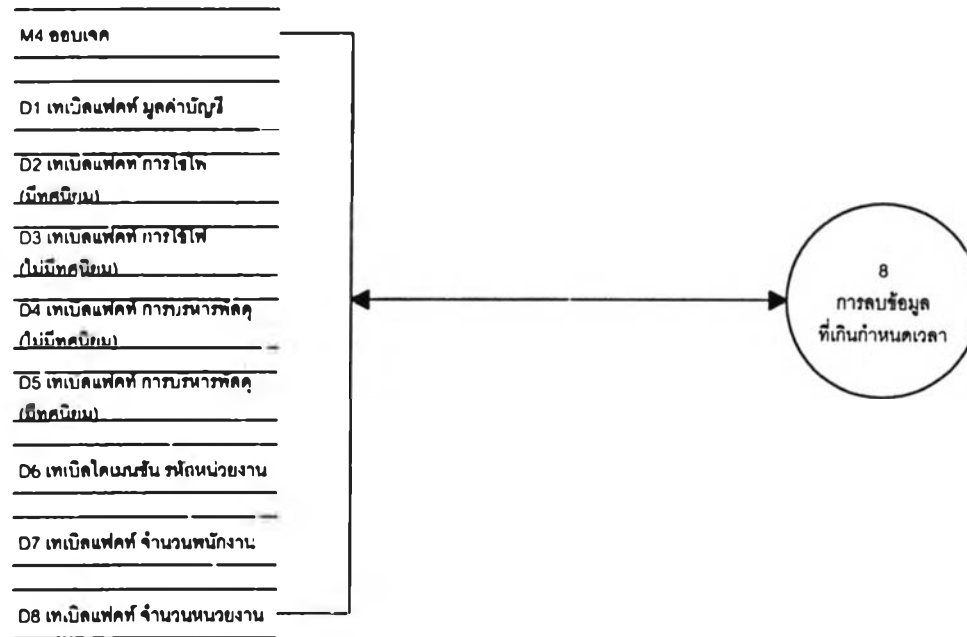 M4 ออบเจค
D1 เทเบิลแฟคท์ มูลค่าบัญชี
D2 เทเบิลแฟคท์ การใช้ไฟ
(มีทศนิยม)
D3 เทเบิลแฟคท์ การใช้ไฟ
(ไม่มีทศนิยม)
D4 เทเบิลแฟคท์ การบริหารพัสดุ
(ไม่มีทศนิยม)
D5 เทเบิลแฟคท์ การบริหารพัสดุ
(มีทศนิยม)
D6 เทเบิลไดเมนชั่น รหัสหน่วยงาน
D7 เทเบิลแฟคท์ จำนวนพนักงาน
D8 เทเบิลแฟคท์ จำนวนหน่วยงาน
8
การลบข้อมูล
ที่เกินกำหนดเวลา